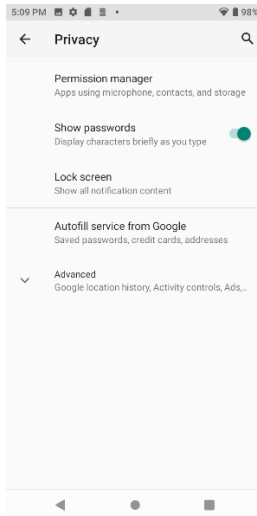 5:09 PM 98%
Privacy
Permission manager
Apps using microphone, contacts, and storage
Show passwords
Display characters briefly as you type
Lock screen
Show all notification content
Autofill service from Google
Saved passwords, credit cards, addresses
Advanced
Google location history, Activity controls, Ads,..